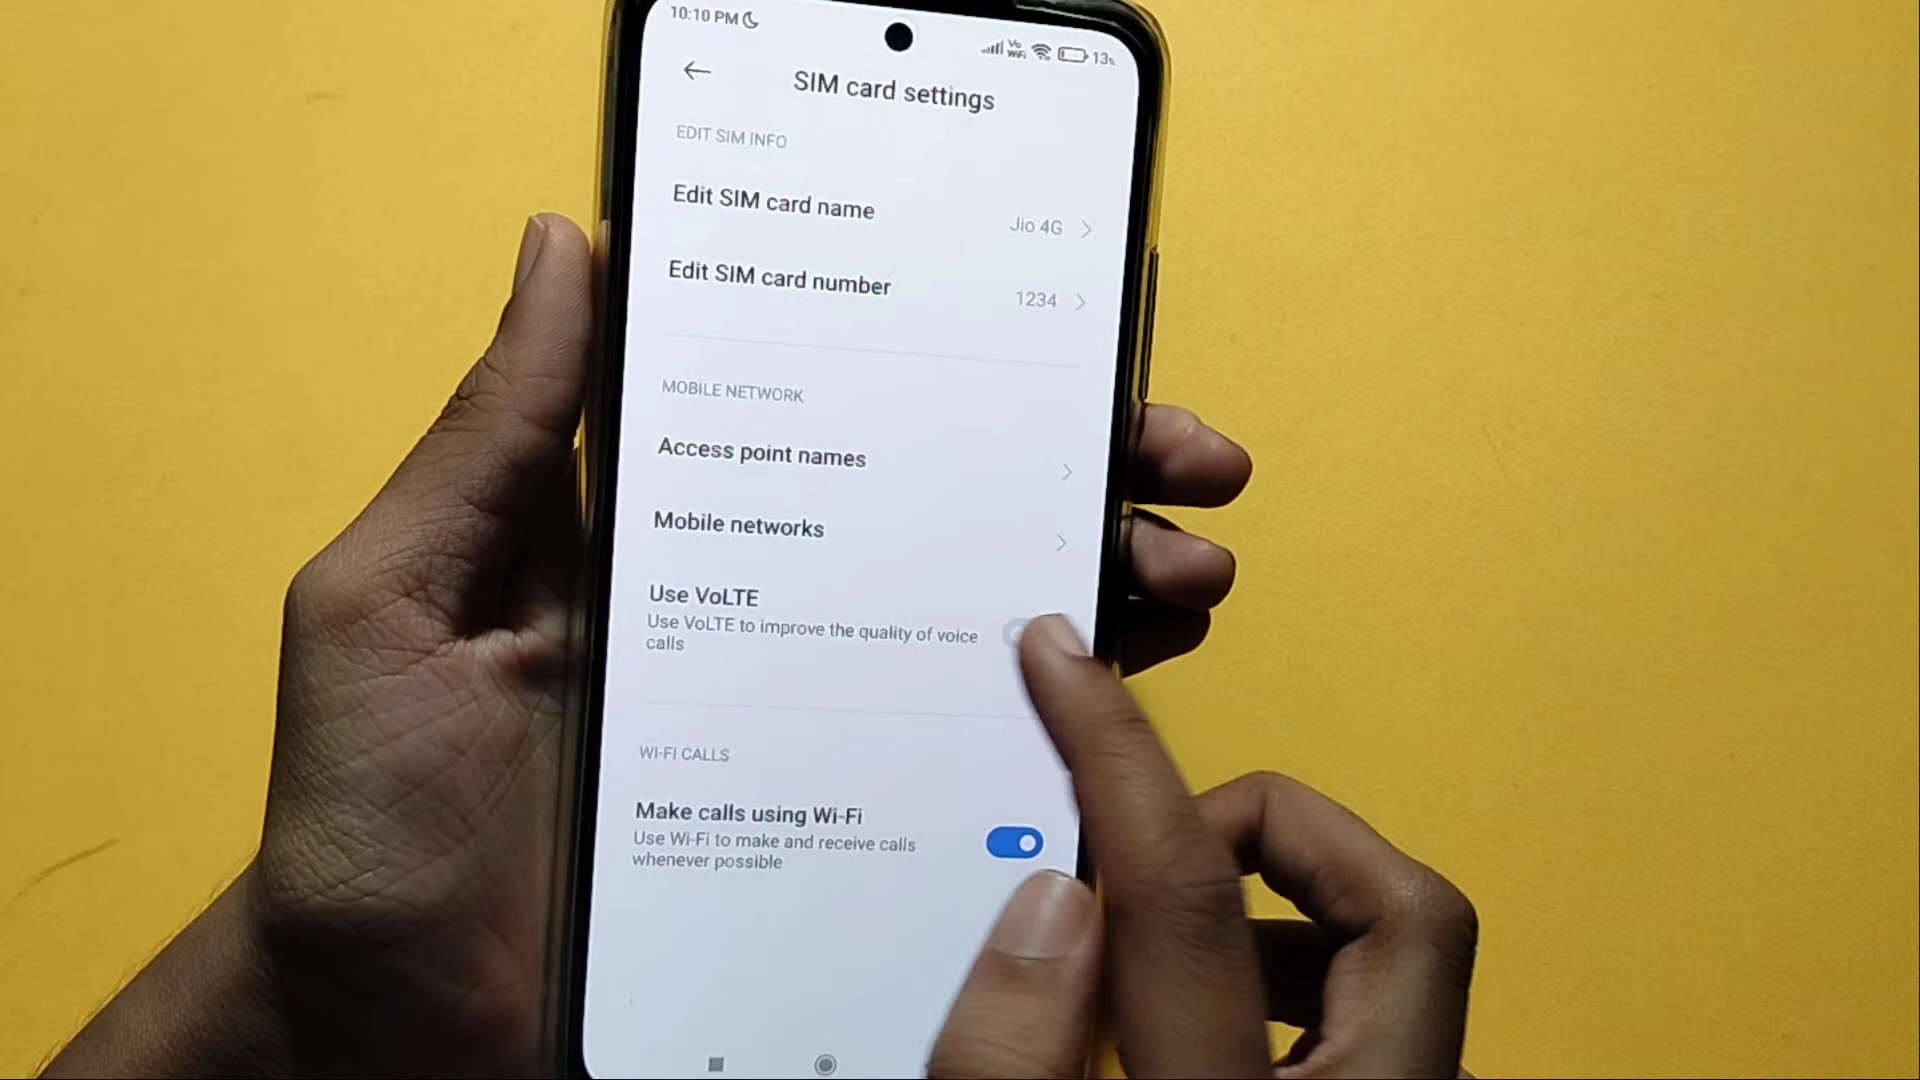 10:10 PM
Vo
WiFi
13%
SIM card settings
EDIT SIM INFO
Edit SIM card name
Jio 4G
Edit SIM card number
1234
MOBILE NETWORK
Access point names
Mobile networks
Use VoLTE
Use VoLTE to improve the quality of voice
calls
WI-FI CALLS
Make calls using Wi-Fi
Use Wi-Fi to make and receive calls
whenever possible